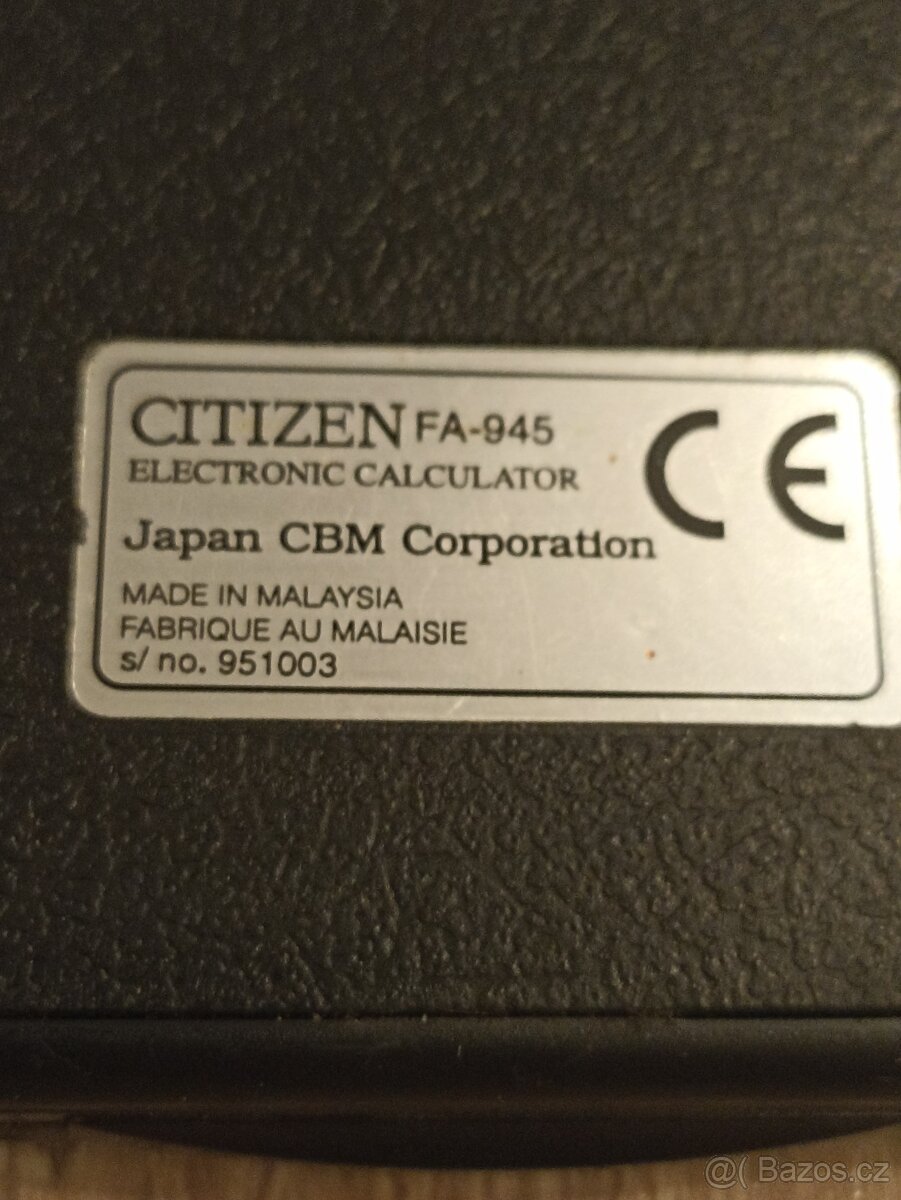 CITIZEN FA-945
ELECTRONIC CALCULATOR
CE
Japan CBM Corporation
MADE IN MALAYSIA
FABRIQUE AU MALAISIE
s/ no. 951003
@( Bazos.cz